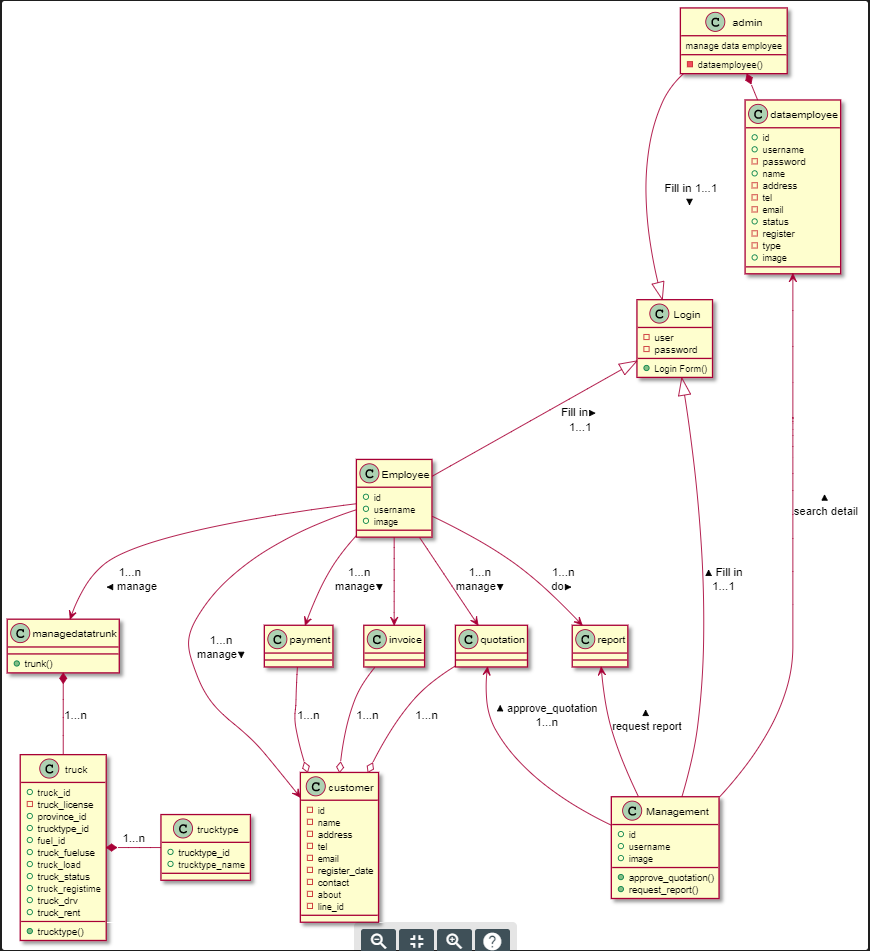 C admin
manage data employee
dataemployee()
C dataemployee
id
username
password
name
address
tel
email
status
register
type
image
Fill in 1...1
▼
C Login
user
password
Login Form()
Fill in►
1...1
C Employee
id
username
image
▲
search detail
1...n
◄ manage
1...n
manage▼
1...n
manage▼
1...n
do►
▲ Fill in
1...1
C managedatatrunk
trunk()
1...n
manage▼
C payment
C invoice
C quotation
C report
1...n
1...n
1...n
1...n
▲ approve_quotation
1...n
▲
request report
C truck
truck_id
truck_license
province_id
trucktype_id
fuel_id
truck_fueluse
truck_load
truck_status
truck_registime
truck_drv
truck_rent
trucktype()
1...n
C trucktype
trucktype_id
trucktype_name
C customer
id
name
address
tel
email
register_date
contact
about
line_id
C Management
id
username
image
approve_quotation()
request_report()
?